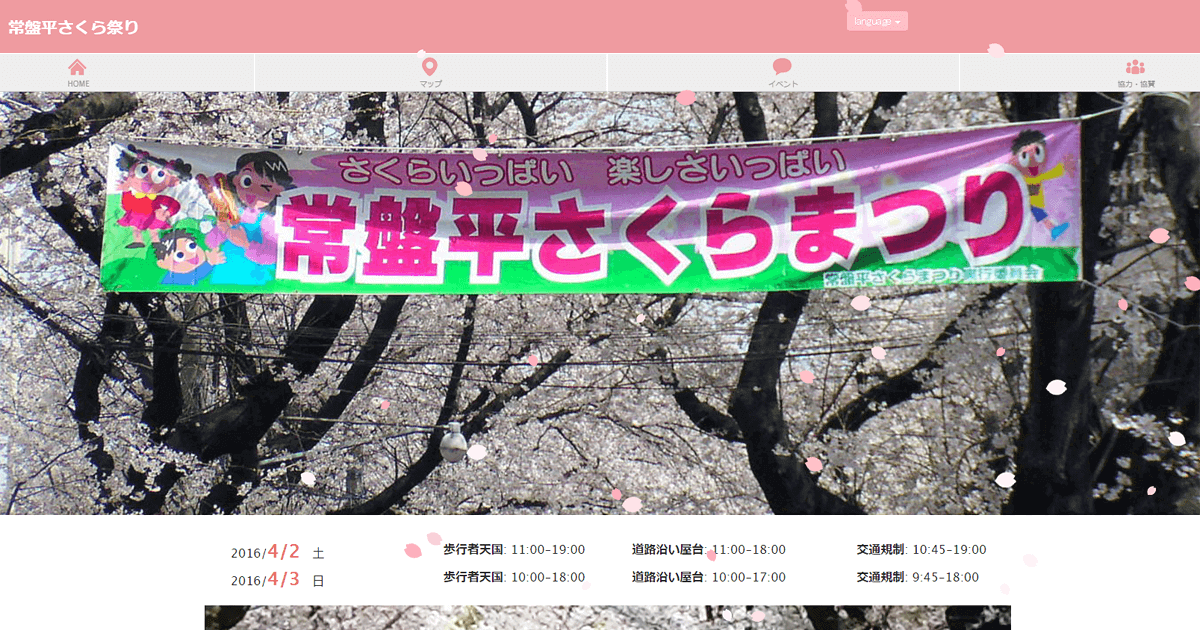 常盤平さくら祭り
language
HOME
マップ
イベント
協力・協賛
さくらいっぱい 楽しさいっぱい
常盤平さくらまつり
常盤平さくらまつり実行委員会
2016/4/2 土 歩行者天国: 11:00-19:00 道路沿い屋台: 11:00-18:00 交通規制: 10:45-19:00
2016/4/3 日 歩行者天国: 10:00-18:00 道路沿い屋台: 10:00-17:00 交通規制: 9:45-18:00